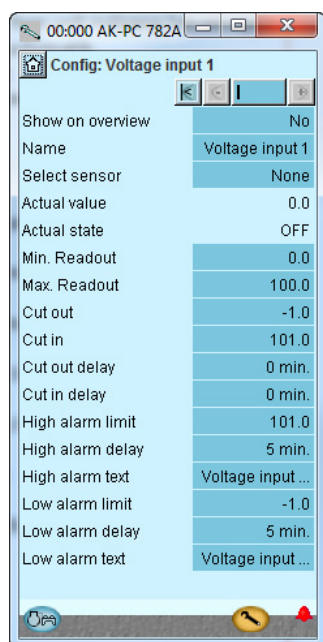 00:000 AK-PC 782A
Config: Voltage input 1
Show on overview No
Name Voltage input 1
Select sensor None
Actual value 0.0
Actual state OFF
Min. Readout 0.0
Max. Readout 100.0
Cut out -1.0
Cut in 101.0
Cut out delay 0 min.
Cut in delay 0 min.
High alarm limit 101.0
High alarm delay 5 min.
High alarm text Voltage input ...
Low alarm limit -1.0
Low alarm delay 5 min.
Low alarm text Voltage input ...